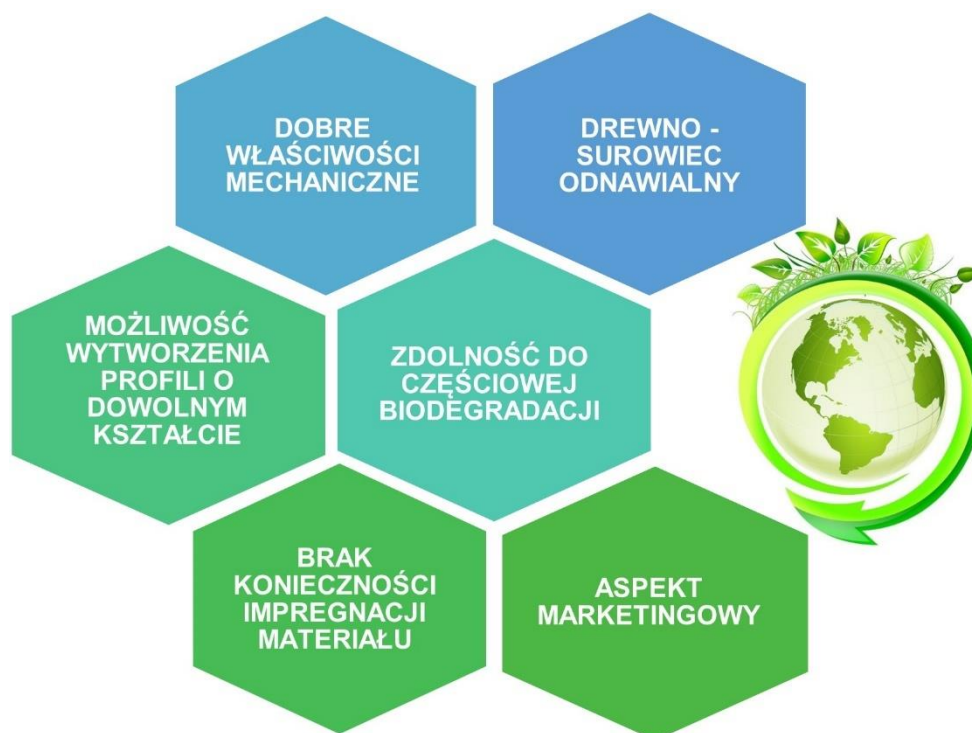 DOBRE
WŁAŚCIWOŚCI
MECHANICZNE
DREWNO -
SUROWIEC
ODNAWIALNY
MOŻLIWOŚĆ
WYTWORZENIA
PROFILI O
DOWOLNYM
KSZTAŁCIE
ZDOLNOŚĆ DO
CZĘŚCIOWEJ
BIODEGRADACJI
BRAK
KONIECZNOŚCI
IMPREGNACJI
MATERIAŁU
ASPEKT
MARKETINGOWY